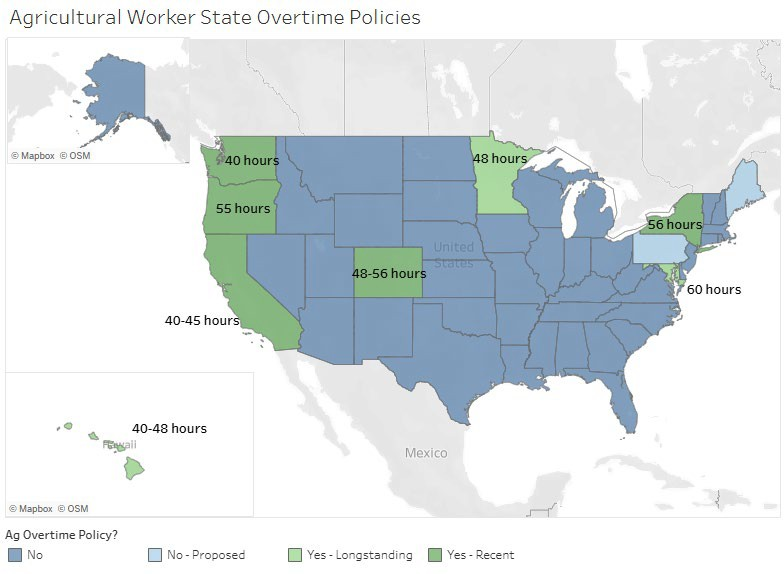 Agricultural Worker State Overtime Policies
© Mapbox © OSM
40 hours
48 hours
55 hours
56 hours
United
States
48-56 hours
60 hours
40-45 hours
40-48 hours
Hawaii
Mexico
© Mapbox © OSM
Ag Overtime Policy?
No
No - Proposed
Yes - Longstanding
Yes - Recent